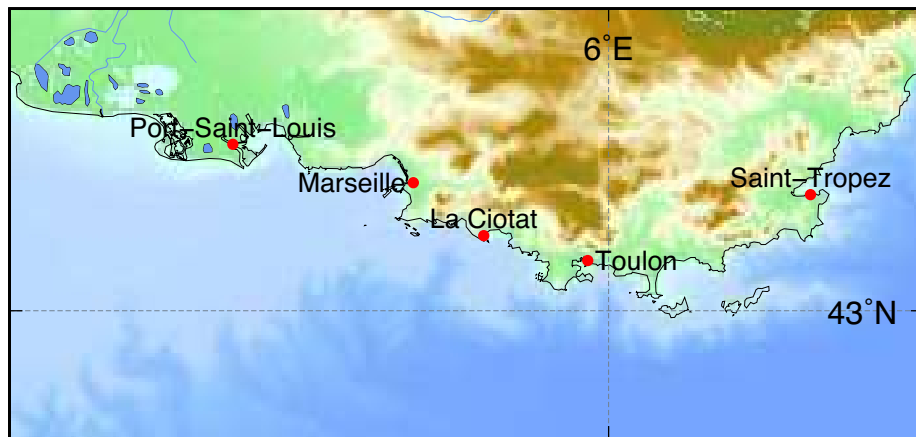 6°E
Port-Saint-Louis
Marseille
Saint-Tropez
La Ciotat
Toulon
43°N